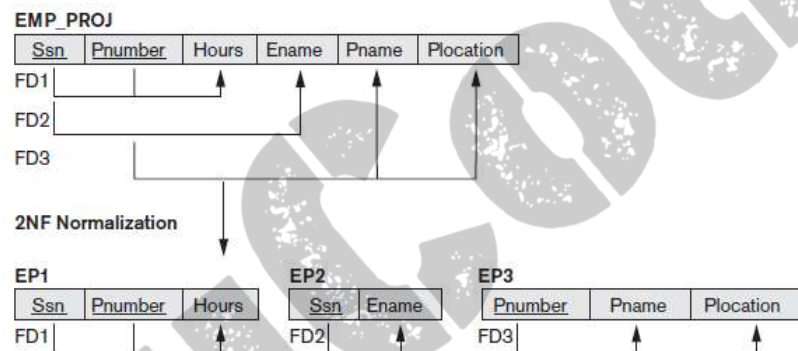 EMP_PROJ
Ssn Pnumber Hours Ename Pname Plocation
FD1
FD2
FD3
2NF Normalization
EP1 EP2 EP3
Ssn Pnumber Hours Ssn Ename Pnumber Pname Plocation
FD1 FD2 FD3